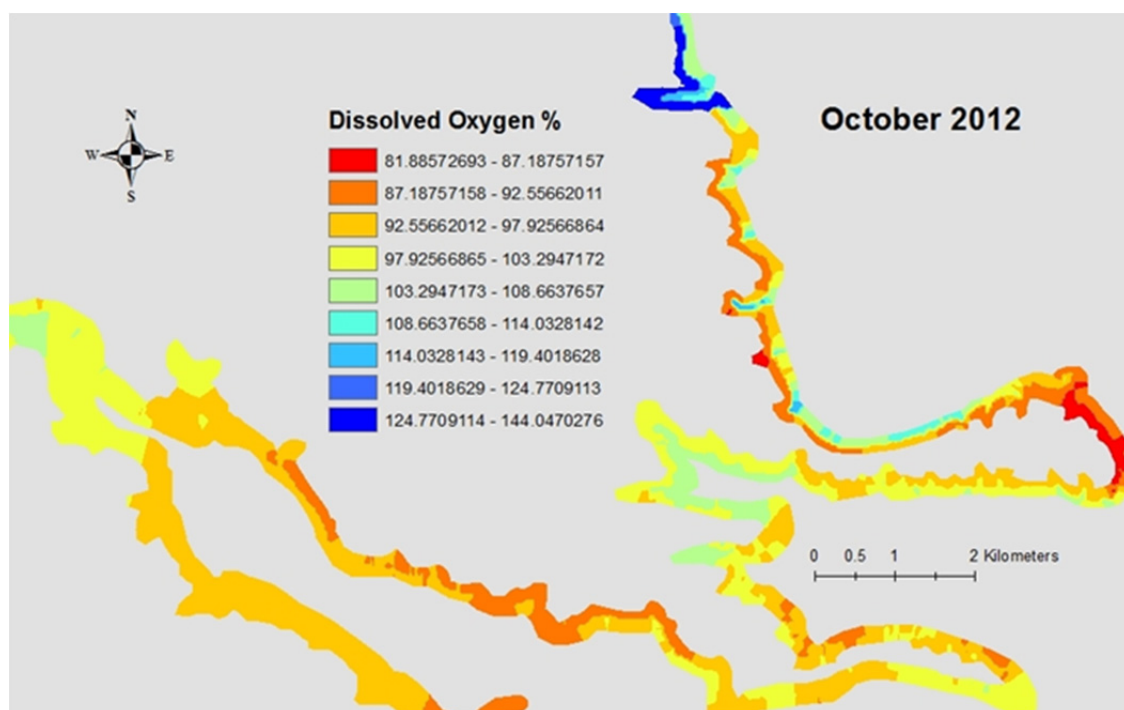 October 2012
N
W E
S
Dissolved Oxygen %
81.88572693 - 87.18757157
87.18757158 - 92.55662011
92.55662012 - 97.92566864
97.92566865 - 103.2947172
103.2947173 - 108.6637657
108.6637658 - 114.0328142
114.0328143 - 119.4018628
119.4018629 - 124.7709113
124.7709114 - 144.0470276
0 0.5 1 2 Kilometers